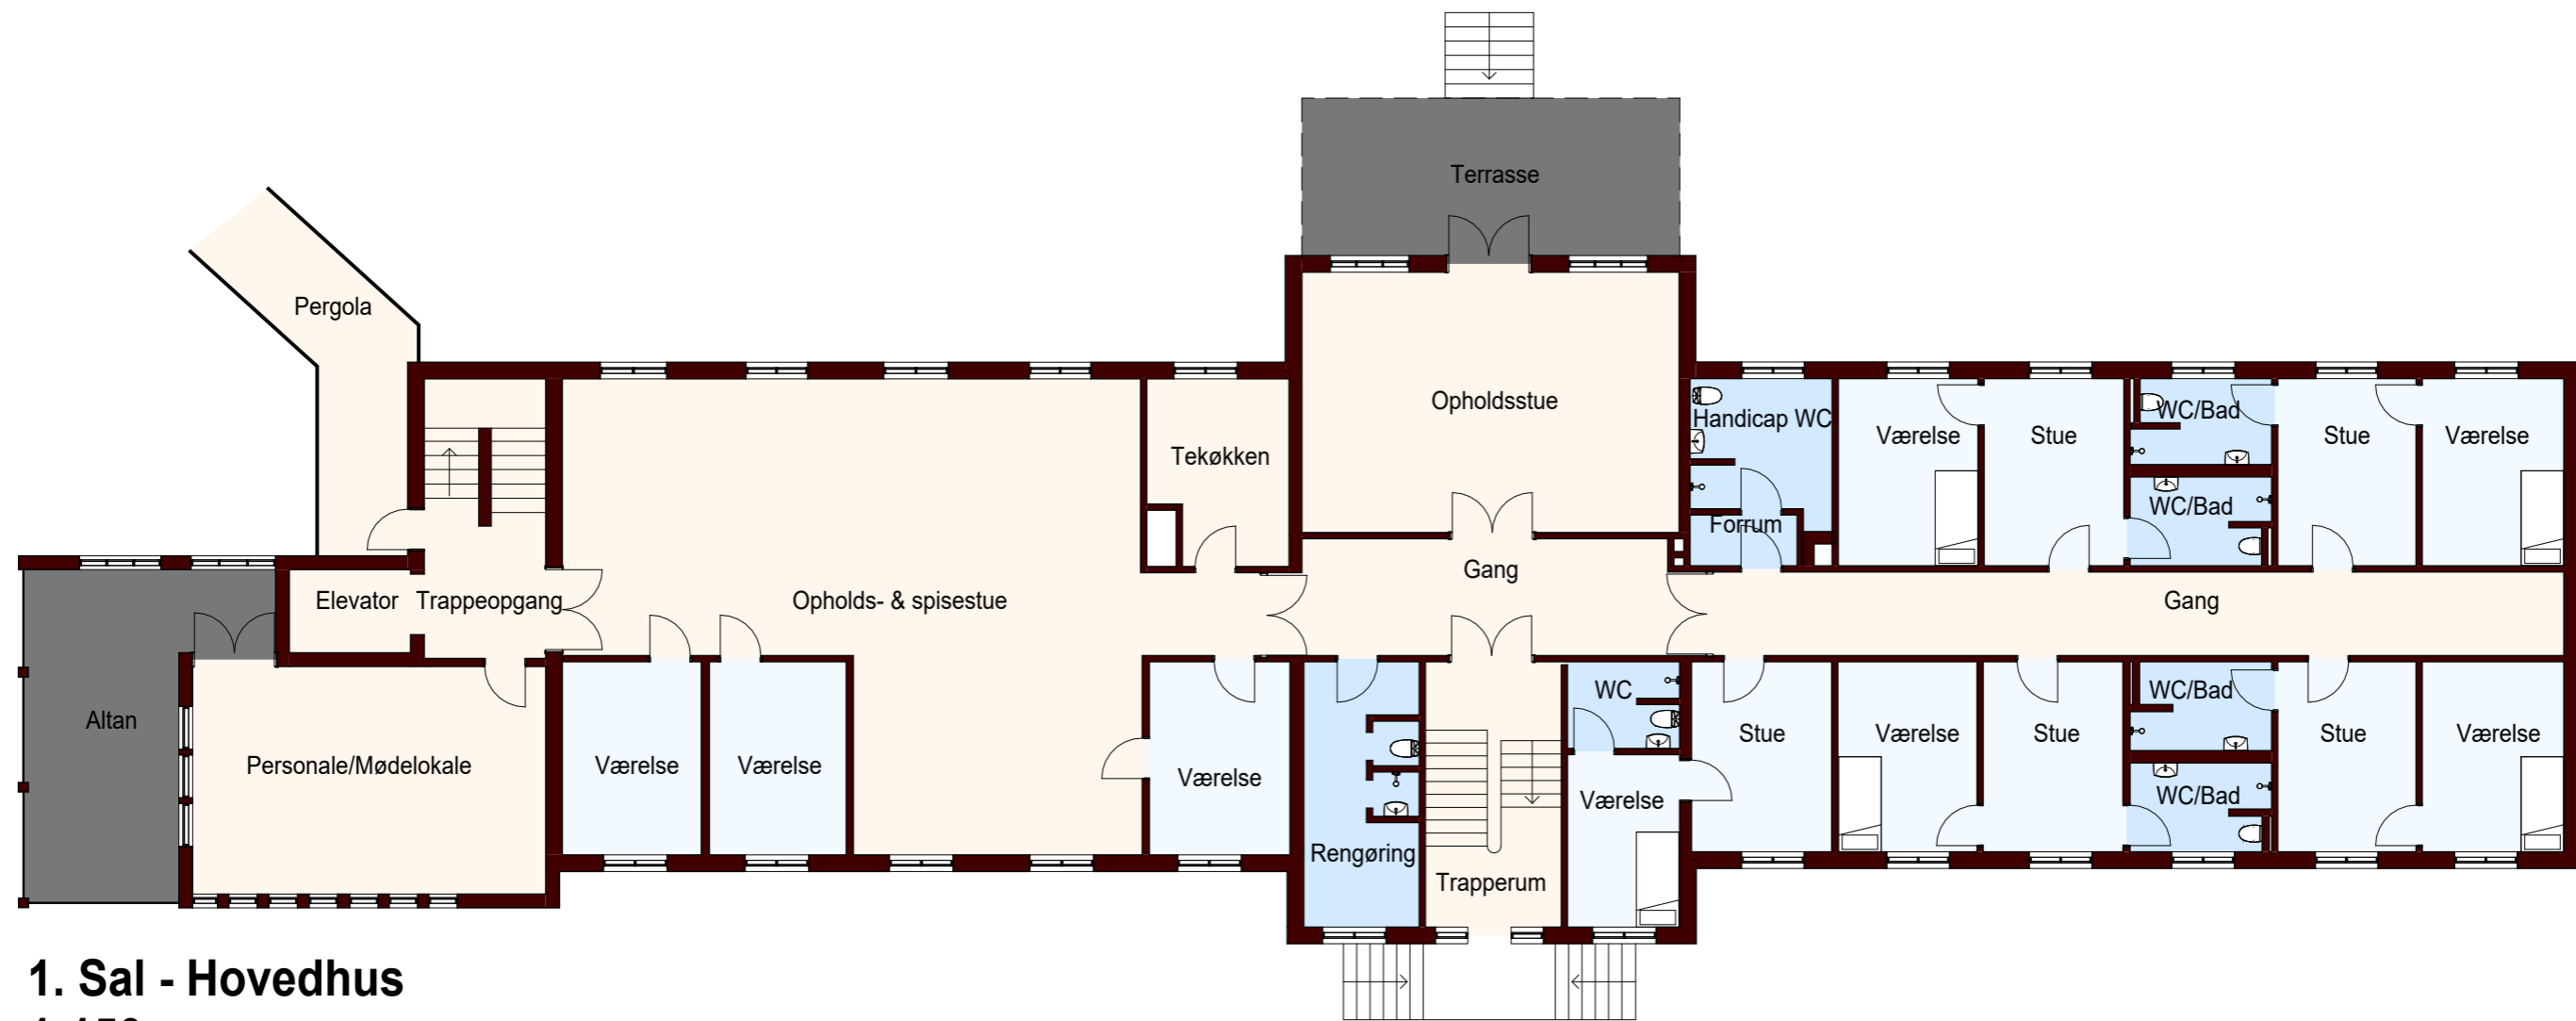 Terrasse
Pergola
Opholdsstue
Handicap WC
WC/Bad
Værelse
Stue
Stue
Værelse
Tekøkken
WC/Bad
Forrum
Gang
Elevator
Trappeopgang
Opholds- & spisestue
Gang
WC
WC/Bad
Altan
Stue
Værelse
Stue
Stue
Værelse
Personale/Mødelokale
Værelse
Værelse
Værelse
Værelse
WC/Bad
Rengøring
Trapperum
1. Sal - Hovedhus